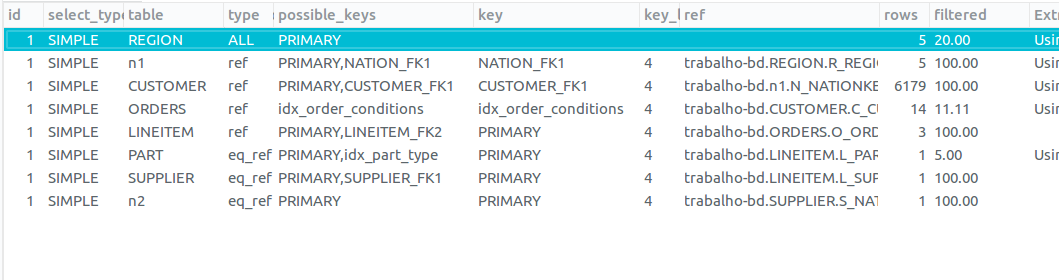 id select_type table type possible_keys key key_l ref rows filtered Extr
1 SIMPLE REGION ALL PRIMARY 5 20.00 Usin
1 SIMPLE n1 ref PRIMARY,NATION_FK1 NATION_FK1 4 trabalho-bd.REGION.R_REGI 5 100.00 Usin
1 SIMPLE CUSTOMER ref PRIMARY,CUSTOMER_FK1 CUSTOMER_FK1 4 trabalho-bd.n1.N_NATIONKE 6179 100.00 Usin
1 SIMPLE ORDERS ref idx_order_conditions idx_order_conditions 4 trabalho-bd.CUSTOMER.C_CU 14 11.11 Usin
1 SIMPLE LINEITEM ref PRIMARY,LINEITEM_FK2 PRIMARY 4 trabalho-bd.ORDERS.O_ORD 3 100.00
1 SIMPLE PART eq_ref PRIMARY,idx_part_type PRIMARY 4 trabalho-bd.LINEITEM.L_PAR 1 5.00 Usin
1 SIMPLE SUPPLIER eq_ref PRIMARY,SUPPLIER_FK1 PRIMARY 4 trabalho-bd.LINEITEM.L_SUP 1 100.00
1 SIMPLE n2 eq_ref PRIMARY PRIMARY 4 trabalho-bd.SUPPLIER.S_NAT 1 100.00